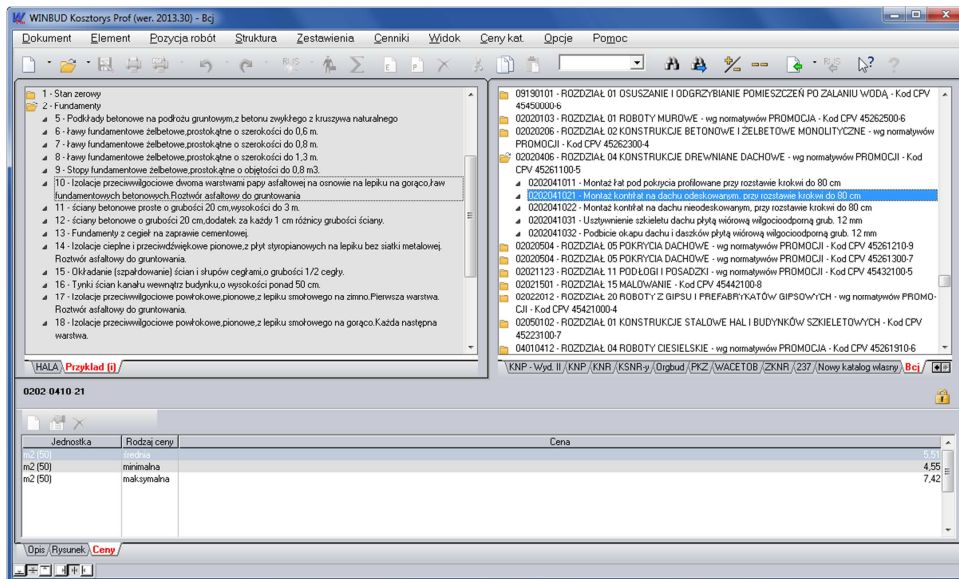 WINBUD Kosztorys Prof (wer. 2013.30) - Bcj
Dokument Element Pozycja robót Struktura Zestawienia Cenniki Widok Ceny kat. Opcje Pomoc
1 - Stan zerowy
2 - Fundamenty
5 - Podkłady betonowe na podłożu gruntowym,z betonu zwykłego z kruszywa naturalnego
6 - ławy fundamentowe żelbetowe,prostokątne o szerokości do 0,6 m.
7 - ławy fundamentowe żelbetowe,prostokątne o szerokości do 0,8 m.
8 - ławy fundamentowe żelbetowe,prostokątne o szerokości do 1,3 m.
9 - Stopy fundamentowe żelbetowe,prostokątne o objętości do 0,8 m3.
10 - Izolacje przeciwwilgociowe dwoma warstwami papy asfaltowej na osnowie na lepiku na gorąco,ław
fundamentowych betonowych.Roztwór asfaltowy do gruntowania
11 - ściany betonowe proste o grubości 20 cm,wysokości do 3 m.
12 - ściany betonowe o grubości 20 cm,dodatek za każdy 1 cm różnicy grubości ściany.
13 - Fundamenty z cegieł na zaprawie cementowej.
14 - Izolacje cieplne i przeciwdźwiękowe pionowe,z płyt styropianowych na lepiku bez siatki metalowej.
Roztwór asfaltowy do gruntowania.
15 - Okładanie (szpałdowanie) ścian i słupów cegłami,o grubości 1/2 cegły.
16 - Tynki ścian kanału wewnątrz budynku,o wysokości ponad 50 cm.
17 - Izolacje przeciwwilgociowe powłokowe,pionowe,z lepiku smołowego na zimno.Pierwsza warstwa.
Roztwór asfaltowy do gruntowania.
18 - Izolacje przeciwwilgociowe powłokowe,pionowe,z lepiku smołowego na gorąco.Każda następna
warstwa.
HALA Przykład (i)
09190101 - ROZDZIAŁ 01 OSUSZANIE I ODGRZYBIANIE POMIESZCZEŃ PO ZALANIU WODĄ - Kod CPV
45450000-6
02020103 - ROZDZIAŁ 01 ROBOTY MUROWE - wg normatywów PROMOCJA - Kod CPV 45262500-6
02020206 - ROZDZIAŁ 02 KONSTRUKCJE BETONOWE I ŻELBETOWE MONOLITYCZNE - wg normatywów
PROMOCJI - Kod CPV 45262300-4
02020406 - ROZDZIAŁ 04 KONSTRUKCJE DREWNIANE DACHOWE - wg normatywów PROMOCJI - Kod
CPV 45261100-5
0202041011 - Montaż łat pod pokrycia profilowane przy rozstawie krokwi do 80 cm
0202041021 - Montaż kontrłat na dachu odeskowanym, przy rozstawie krokwi do 80 cm
0202041022 - Montaż kontrłat na dachu nieodeskowanym, przy rozstawie krokwi do 80 cm
0202041031 - Usztywnienie szkieletu dachu płytą wiórową wilgocioodporną grub. 12 mm
0202041032 - Podbicie okapu dachu i daszków płytą wiórową wilgocioodporną grub. 12 mm
02020504 - ROZDZIAŁ 05 POKRYCIA DACHOWE - wg normatywów PROMOCJI - Kod CPV 45261210-9
02020504 - ROZDZIAŁ 05 POKRYCIA DACHOWE - wg normatywów PROMOCJI - Kod CPV 45261300-7
02021123 - ROZDZIAŁ 11 PODŁOGI I POSADZKI - wg normatywów PROMOCJI - Kod CPV 45432100-5
02021501 - ROZDZIAŁ 15 MALOWANIE - Kod CPV 45442100-8
02022012 - ROZDZIAŁ 20 ROBOTY Z GIPSU I PREFABRYKATÓW GIPSOWYCH - wg normatywów PROMO-
CJI - Kod CPV 45421000-4
02050102 - ROZDZIAŁ 01 KONSTRUKCJE STALOWE HAL I BUDYNKÓW SZKIELETOWYCH - Kod CPV
45223100-7
04010412 - ROZDZIAŁ 04 ROBOTY CIESIELSKIE - wg normatywów PROMOCJA - Kod CPV 45261910-6
KNP - Wyd. II KNP KNR KSNR-y Orgbud PKZ WACETOB ZKNR 237 Nowy katalog własny Bcj
0202-0410-21
Jednostka Rodzaj ceny Cena
m2 (50) średnia 5,51
m2 (50) minimalna 4,55
m2 (50) maksymalna 7,42
Opis Rysunek Ceny